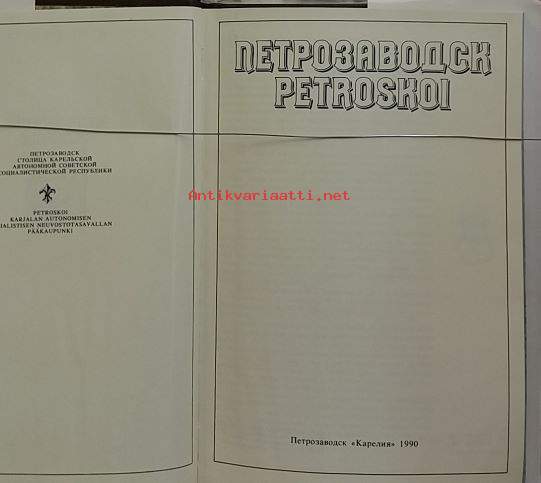 ПЕТРОЗАВОДСК
СТОЛИЦА КАРЕЛЬСКОЙ
АВТОНОМНОЙ СОВЕТСКОЙ
СОЦИАЛИСТИЧЕСКОЙ РЕСПУБЛИКИ
PETROSKOI
KARJALAN AUTONOMISEN
IALISTISEN NEUVOSTOTASAVALLAN
PÄÄKAUPUNKI
ПЕТРОЗАВОДСК
PETROSKOI
Antikvariaatti.net
Петрозаводск «Карелия» 1990